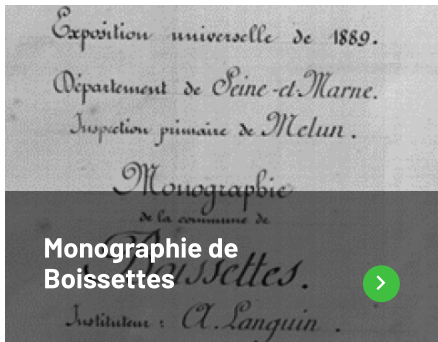 Exposition universelle de 1889.
Département de Seine-et-Marne.
Inspection primaire de Melun.
Monographie
de la commune de
Boissettes.
Monographie de
Boissettes
Instituteur : A. Languin.